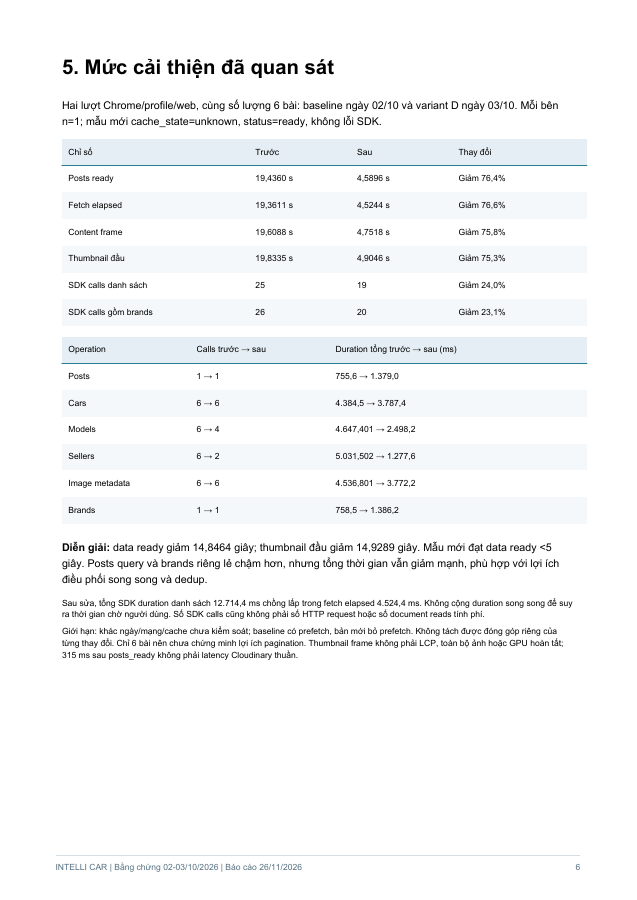 5. Mức cải thiện đã quan sát
Hai lượt Chrome/profile/web, cùng số lượng 6 bài: baseline ngày 02/10 và variant D ngày 03/10. Mỗi bên
n=1; mẫu mới cache_state=unknown, status=ready, không lỗi SDK.
Chỉ số Trước Sau Thay đổi
Posts ready 19,4360 s 4,5896 s Giảm 76,4%
Fetch elapsed 19,3611 s 4,5244 s Giảm 76,6%
Content frame 19,6088 s 4,7518 s Giảm 75,8%
Thumbnail đầu 19,8335 s 4,9046 s Giảm 75,3%
SDK calls danh sách 25 19 Giảm 24,0%
SDK calls gồm brands 26 20 Giảm 23,1%
Operation Calls trước → sau Duration tổng trước → sau (ms)
Posts 1 → 1 755,6 → 1.379,0
Cars 6 → 6 4.384,5 → 3.787,4
Models 6 → 4 4.647,401 → 2.498,2
Sellers 6 → 2 5.031,502 → 1.277,6
Image metadata 6 → 6 4.536,801 → 3.772,2
Brands 1 → 1 758,5 → 1.386,2
Diễn giải: data ready giảm 14,8464 giây; thumbnail đầu giảm 14,9289 giây. Mẫu mới đạt data ready <5
giây. Posts query và brands riêng lẻ chậm hơn, nhưng tổng thời gian vẫn giảm mạnh, phù hợp với lợi ích
điều phối song song và dedup.
Sau sửa, tổng SDK duration danh sách 12.714,4 ms chồng lấp trong fetch elapsed 4.524,4 ms. Không cộng duration song song để suy
ra thời gian chờ người dùng. Số SDK calls cũng không phải số HTTP request hoặc số document reads tính phí.
Giới hạn: khác ngày/mạng/cache chưa kiểm soát; baseline có prefetch, bản mới bỏ prefetch. Không tách được đóng góp riêng của
từng thay đổi. Chỉ 6 bài nên chưa chứng minh lợi ích pagination. Thumbnail frame không phải LCP, toàn bộ ảnh hoặc GPU hoàn tất;
315 ms sau posts_ready không phải latency Cloudinary thuần.
INTELLI CAR | Bằng chứng 02-03/10/2026 | Báo cáo 26/11/2026 6